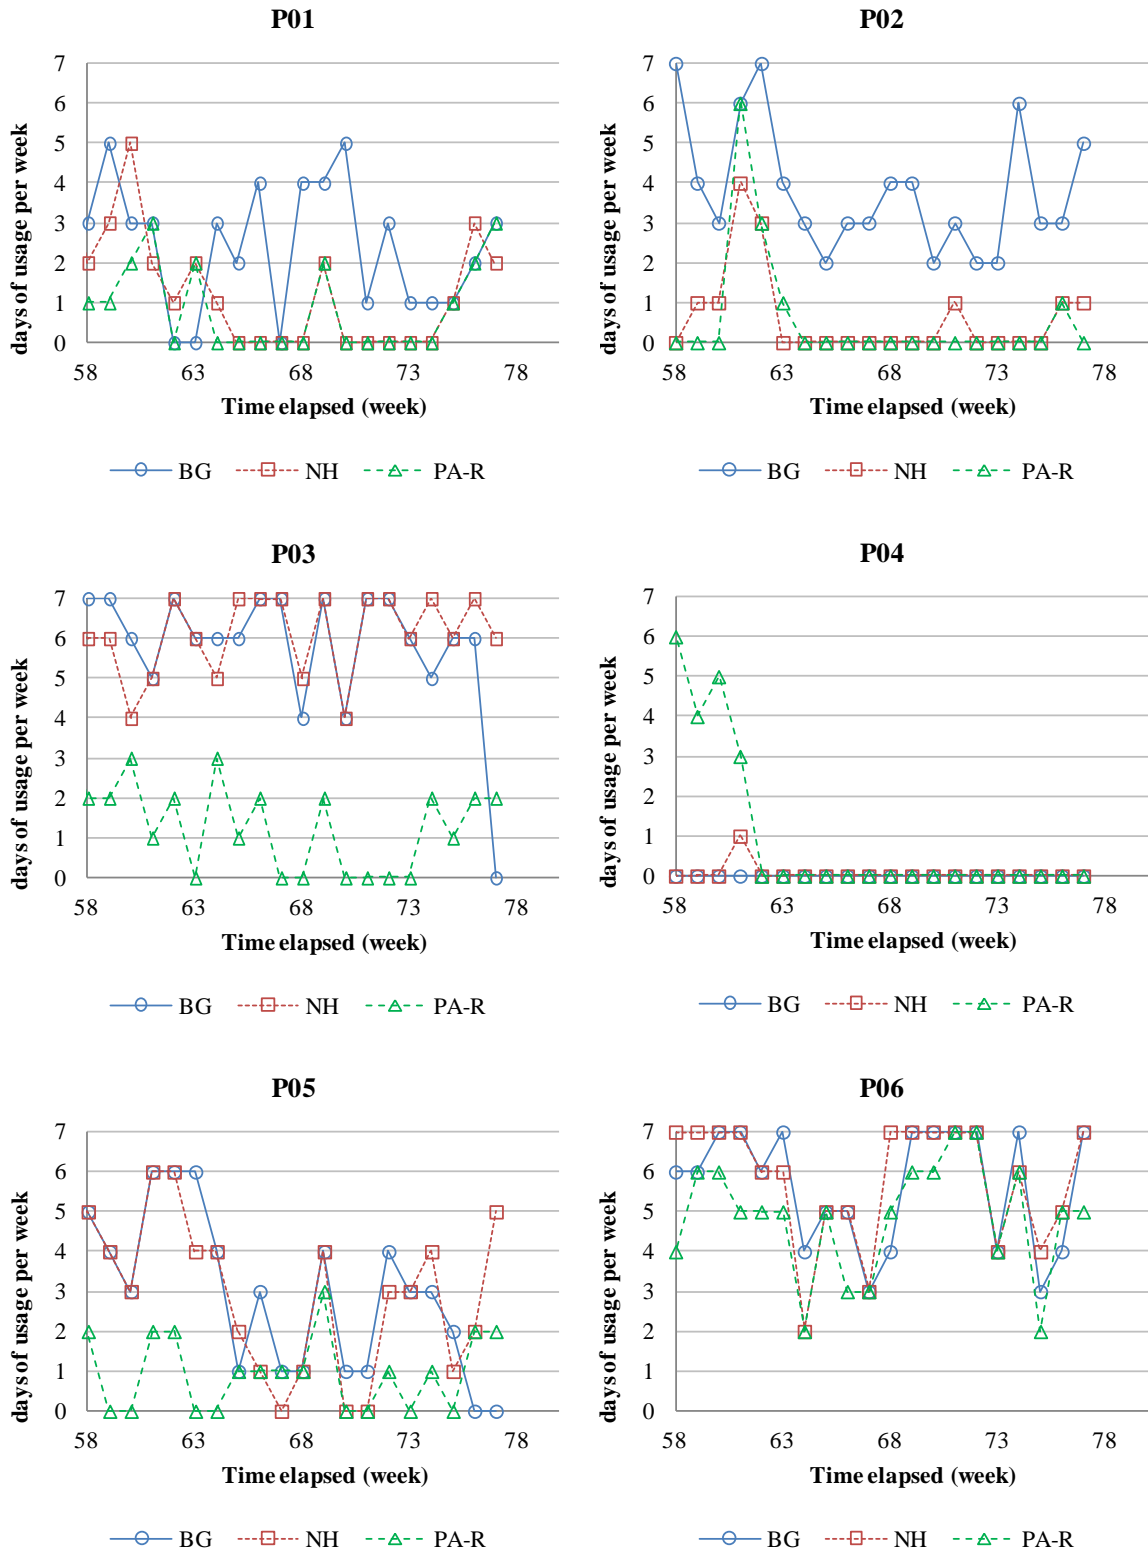 P01
days of usage per week
7
6
5
4
3
2
1
0
58 63 68 73 78
Time elapsed (week)
BG NH PA-R
P02
days of usage per week
7
6
5
4
3
2
1
0
58 63 68 73 78
Time elapsed (week)
BG NH PA-R
P03
days of usage per week
7
6
5
4
3
2
1
0
58 63 68 73 78
Time elapsed (week)
BG NH PA-R
P04
days of usage per week
7
6
5
4
3
2
1
0
58 63 68 73 78
Time elapsed (week)
BG NH PA-R
P05
days of usage per week
7
6
5
4
3
2
1
0
58 63 68 73 78
Time elapsed (week)
BG NH PA-R
P06
days of usage per week
7
6
5
4
3
2
1
0
58 63 68 73 78
Time elapsed (week)
BG NH PA-R